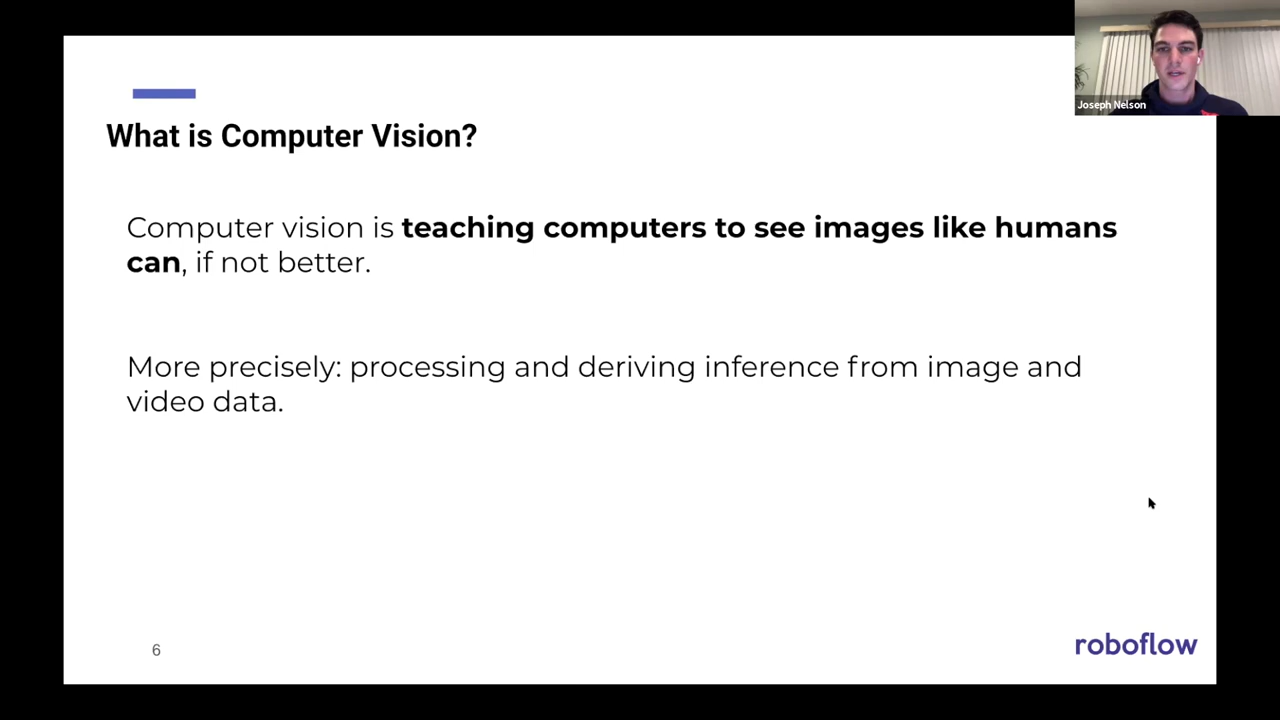 Joseph Nelson
What is Computer Vision?
Computer vision is teaching computers to see images like humans
can, if not better.
More precisely: processing and deriving inference from image and
video data.
6
roboflow